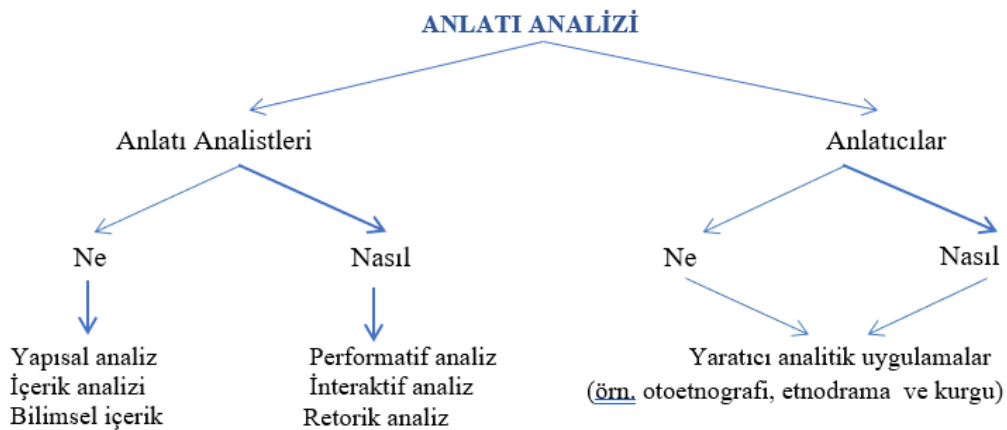 ANLATI ANALİZİ
Anlatı Analistleri
Anlatıcılar
Ne
Nasıl
Ne
Nasıl
Yapısal analiz
İçerik analizi
Bilimsel içerik
Performatif analiz
İnteraktif analiz
Retorik analiz
Yaratıcı analitik uygulamalar
(örn. otoetnografi, etnodrama ve kurgu)